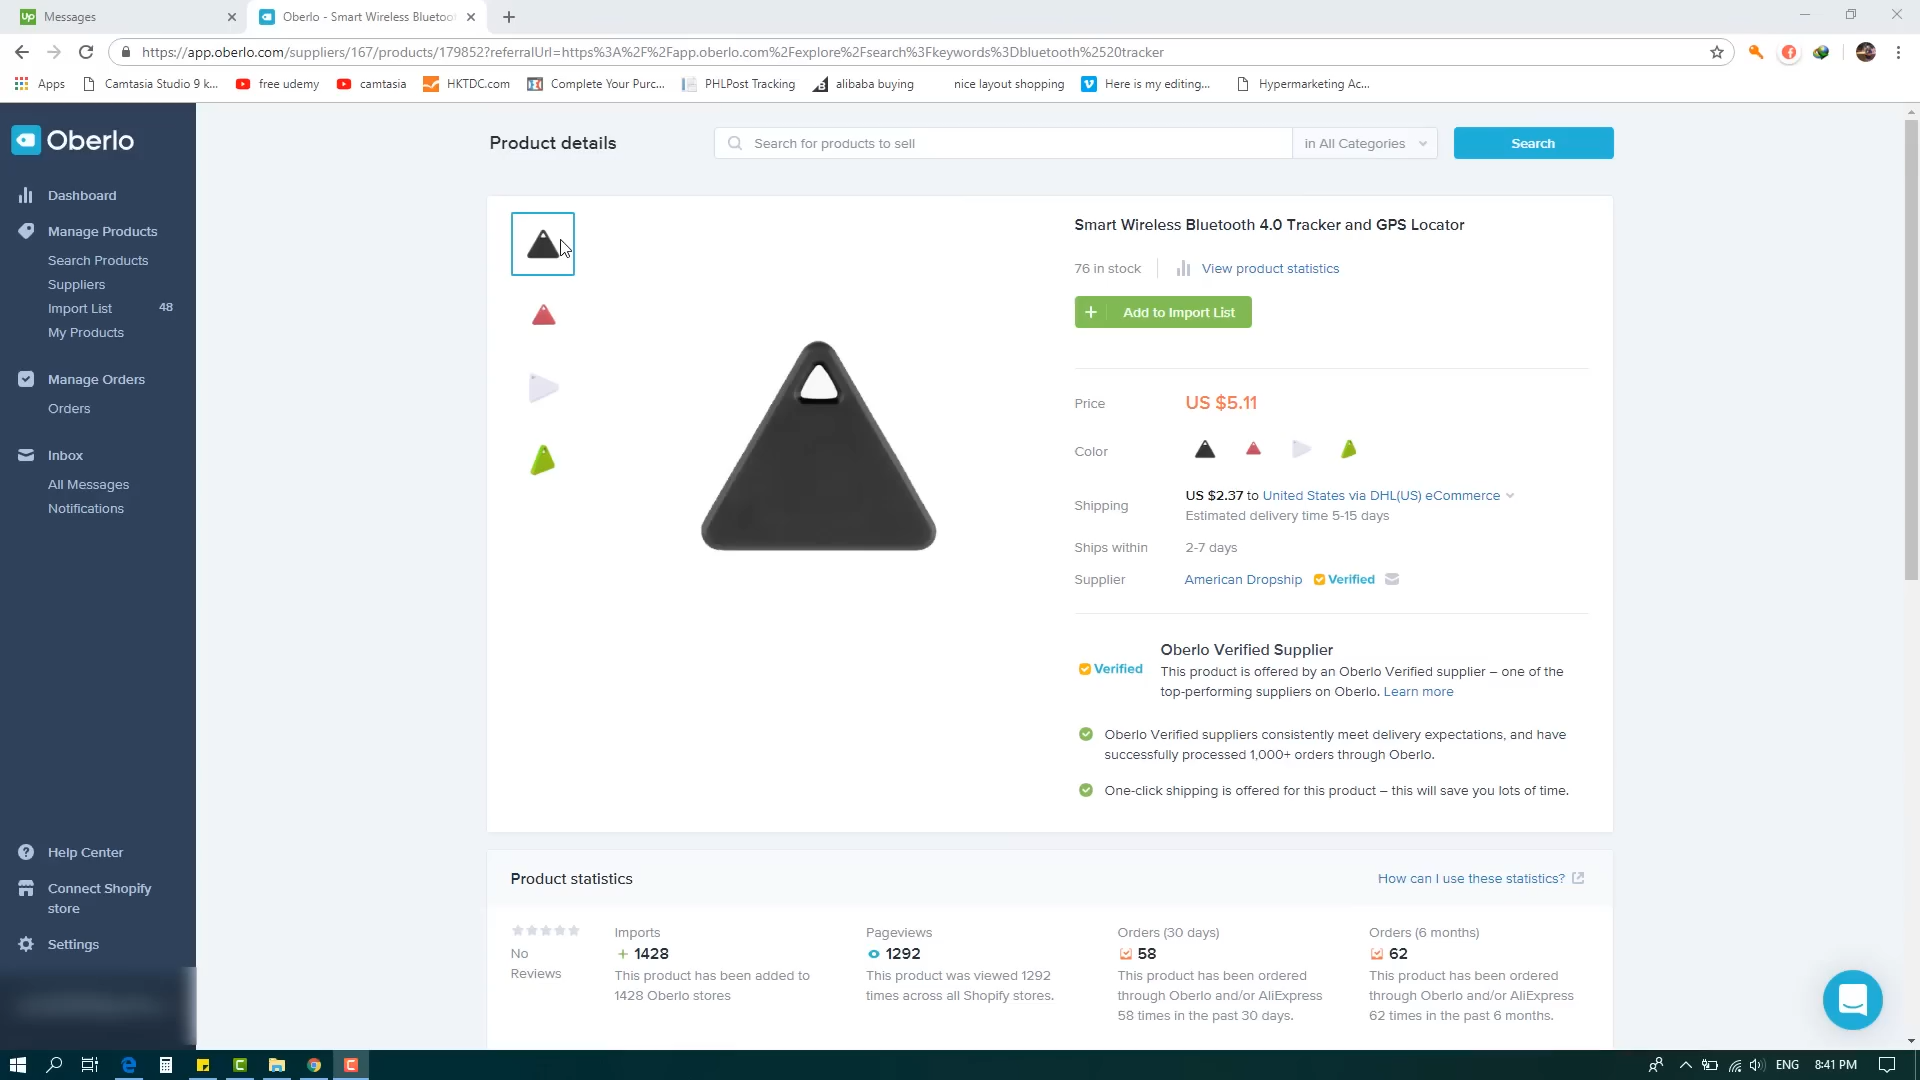 Up Messages
Oberlo - Smart Wireless Bluetoo
https://app.oberlo.com/suppliers/167/products/179852?referralUrl=https%3A%2F%2Fapp.oberlo.com%2Fexplore%2Fsearch%3Fkeywords%3Dbluetooth%2520tracker
Apps
Camtasia Studio 9 k...
free udemy
camtasia
HKTDC.com
Complete Your Purc...
PHLPost Tracking
alibaba buying
nice layout shopping
Here is my editing...
Hypermarketing Ac...
Oberlo
Dashboard
Manage Products
Search Products
Suppliers
Import List 48
My Products
Manage Orders
Orders
Inbox
All Messages
Notifications
Help Center
Connect Shopify
store
Settings
Product details
Search for products to sell
in All Categories
Search
Smart Wireless Bluetooth 4.0 Tracker and GPS Locator
76 in stock
View product statistics
+ Add to Import List
Price US $5.11
Color
Shipping
US $2.37 to United States via DHL(US) eCommerce
Estimated delivery time 5-15 days
Ships within 2-7 days
Supplier American Dropship Verified
Verified
Oberlo Verified Supplier
This product is offered by an Oberlo Verified supplier – one of the
top-performing suppliers on Oberlo. Learn more
Oberlo Verified suppliers consistently meet delivery expectations, and have
successfully processed 1,000+ orders through Oberlo.
One-click shipping is offered for this product – this will save you lots of time.
Product statistics
How can I use these statistics?
No
Reviews
Imports
+ 1428
This product has been added to
1428 Oberlo stores
Pageviews
1292
This product was viewed 1292
times across all Shopify stores.
Orders (30 days)
58
This product has been ordered
through Oberlo and/or AliExpress
58 times in the past 30 days.
Orders (6 months)
62
This product has been ordered
through Oberlo and/or AliExpress
62 times in the past 6 months.
ENG
8:41 PM